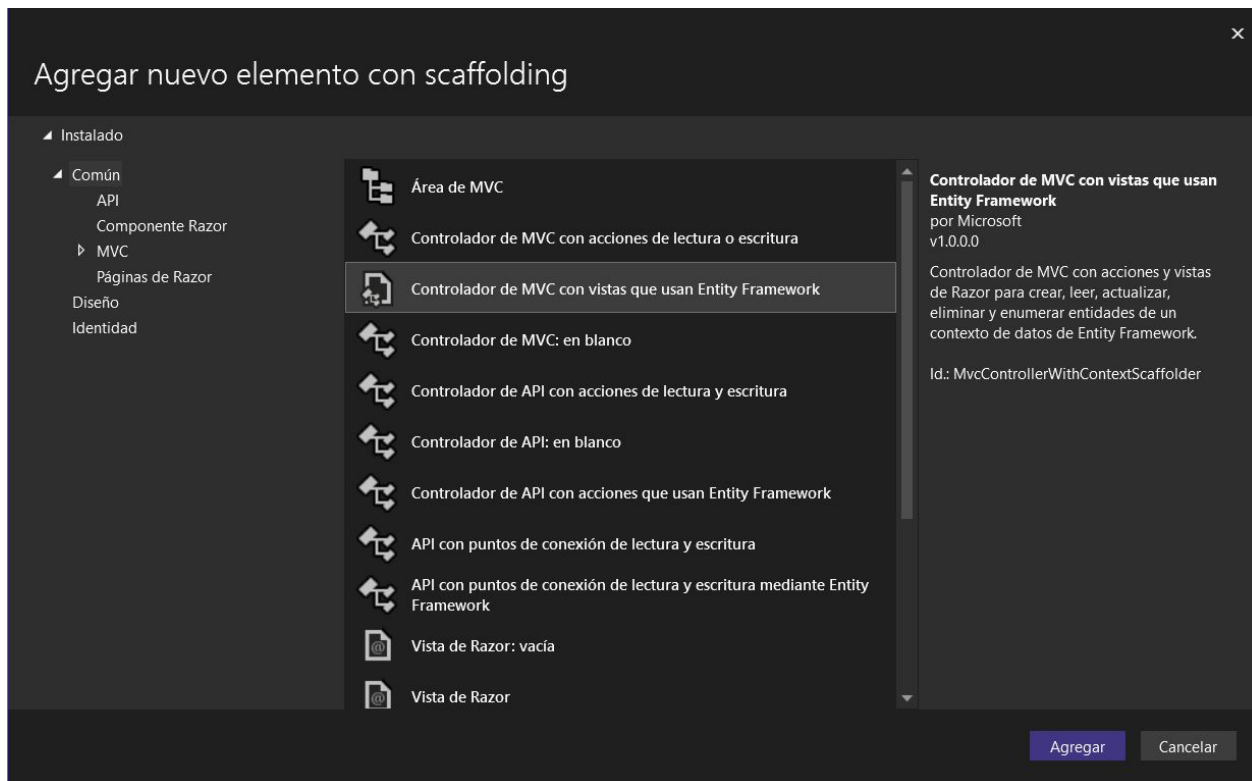 Agregar nuevo elemento con scaffolding
Instalado
Común
API
Componente Razor
MVC
Páginas de Razor
Diseño
Identidad
Área de MVC
Controlador de MVC con acciones de lectura o escritura
Controlador de MVC con vistas que usan Entity Framework
Controlador de MVC: en blanco
Controlador de API con acciones de lectura y escritura
Controlador de API: en blanco
Controlador de API con acciones que usan Entity Framework
API con puntos de conexión de lectura y escritura
API con puntos de conexión de lectura y escritura mediante Entity
Framework
Vista de Razor: vacía
Vista de Razor
Controlador de MVC con vistas que usan
Entity Framework
por Microsoft
v1.0.0.0
Controlador de MVC con acciones y vistas
de Razor para crear, leer, actualizar,
eliminar y enumerar entidades de un
contexto de datos de Entity Framework.
Id.: MvcControllerWithContextScaffolder
Agregar
Cancelar